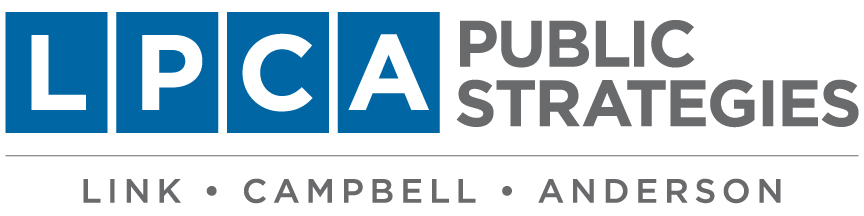 LPCA PUBLIC
STRATEGIES
LINK • CAMPBELL • ANDERSON